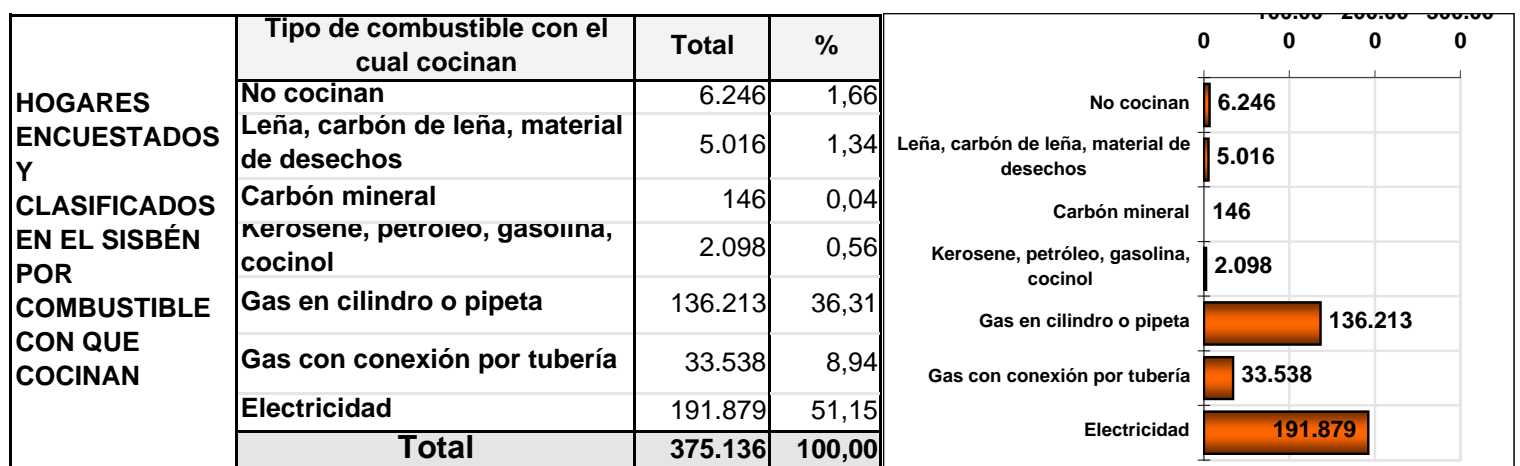 HOGARES
ENCUESTADOS
Y
CLASIFICADOS
EN EL SISBÉN
POR
COMBUSTIBLE
CON QUE
COCINAN
Tipo de combustible con el
cual cocinan
Total %
No cocinan 6.246 1,66
Leña, carbón de leña, material
de desechos 5.016 1,34
Carbón mineral 146 0,04
Kerosene, petróleo, gasolina,
cocinol 2.098 0,56
Gas en cilindro o pipeta 136.213 36,31
Gas con conexión por tubería 33.538 8,94
Electricidad 191.879 51,15
Total 375.136 100,00
100.00 200.00 300.00
0 0 0 0
No cocinan 6.246
Leña, carbón de leña, material de
desechos 5.016
Carbón mineral 146
Kerosene, petróleo, gasolina,
cocinol 2.098
Gas en cilindro o pipeta 136.213
Gas con conexión por tubería 33.538
Electricidad 191.879